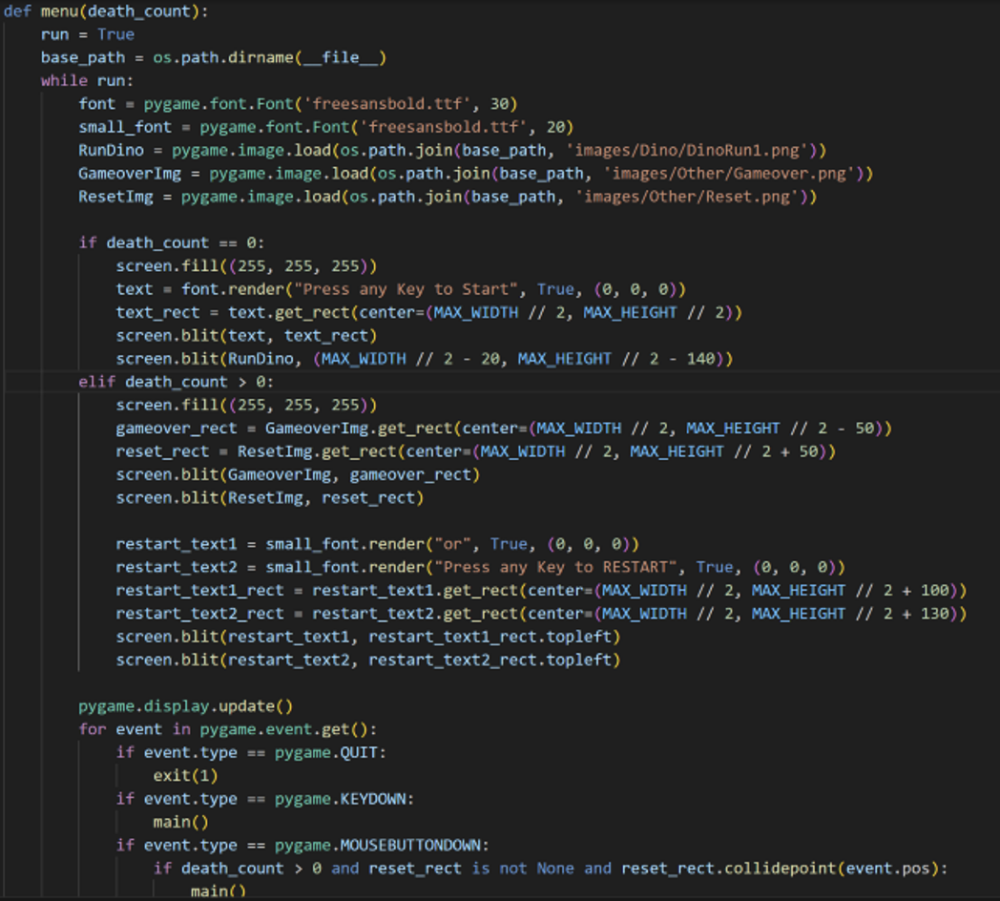 def menu(death_count):
    run = True
    base_path = os.path.dirname(__file__)
    while run:
        font = pygame.font.Font('freesansbold.ttf', 30)
        small_font = pygame.font.Font('freesansbold.ttf', 20)
        RunDino = pygame.image.load(os.path.join(base_path, 'images/Dino/DinoRun1.png'))
        GameoverImg = pygame.image.load(os.path.join(base_path, 'images/Other/Gameover.png'))
        ResetImg = pygame.image.load(os.path.join(base_path, 'images/Other/Reset.png'))

        if death_count == 0:
            screen.fill((255, 255, 255))
            text = font.render("Press any Key to Start", True, (0, 0, 0))
            text_rect = text.get_rect(center=(MAX_WIDTH // 2, MAX_HEIGHT // 2))
            screen.blit(text, text_rect)
            screen.blit(RunDino, (MAX_WIDTH // 2 - 20, MAX_HEIGHT // 2 - 140))
        elif death_count > 0:
            screen.fill((255, 255, 255))
            gameover_rect = GameoverImg.get_rect(center=(MAX_WIDTH // 2, MAX_HEIGHT // 2 - 50))
            reset_rect = ResetImg.get_rect(center=(MAX_WIDTH // 2, MAX_HEIGHT // 2 + 50))
            screen.blit(GameoverImg, gameover_rect)
            screen.blit(ResetImg, reset_rect)

            restart_text1 = small_font.render("or", True, (0, 0, 0))
            restart_text2 = small_font.render("Press any Key to RESTART", True, (0, 0, 0))
            restart_text1_rect = restart_text1.get_rect(center=(MAX_WIDTH // 2, MAX_HEIGHT // 2 + 100))
            restart_text2_rect = restart_text2.get_rect(center=(MAX_WIDTH // 2, MAX_HEIGHT // 2 + 130))
            screen.blit(restart_text1, restart_text1_rect.topleft)
            screen.blit(restart_text2, restart_text2_rect.topleft)

        pygame.display.update()
        for event in pygame.event.get():
            if event.type == pygame.QUIT:
                exit(1)
            if event.type == pygame.KEYDOWN:
                main()
            if event.type == pygame.MOUSEBUTTONDOWN:
                if death_count > 0 and reset_rect is not None and reset_rect.collidepoint(event.pos):
                    main()